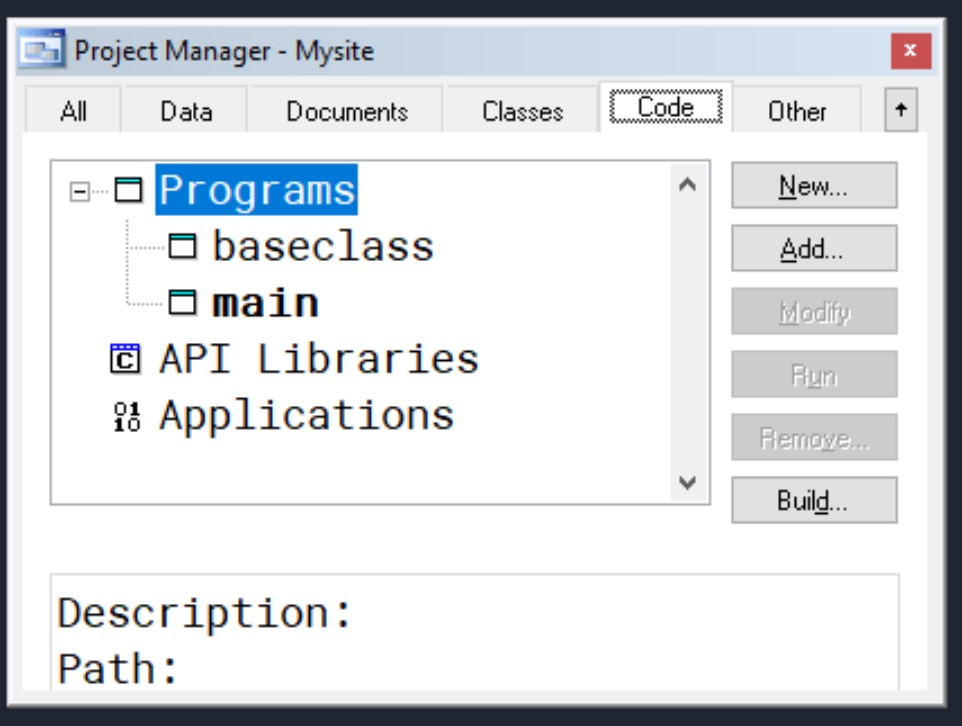 Project Manager - Mysite
x
All Data Documents Classes Code Other
Programs
baseclass
main
API Libraries
Applications
New...
Add...
Modify
Run
Remove...
Build...
Description:
Path: